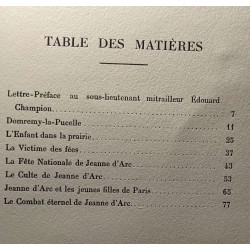 TABLE DES MATIÈRES
Lettre-Préface au sous-lieutenant mitrailleur Édouard
Champion. 7
Domremy-la-Pucelle 11
L'Enfant dans la prairie. 25
La Victime des fées. 37
La Fête Nationale de Jeanne d'Arc 43
Le Culte de Jeanne d'Arc 53
Jeanne d'Arc et les jeunes filles de Paris. 65
Le Combat éternel de Jeanne d'Arc. 77